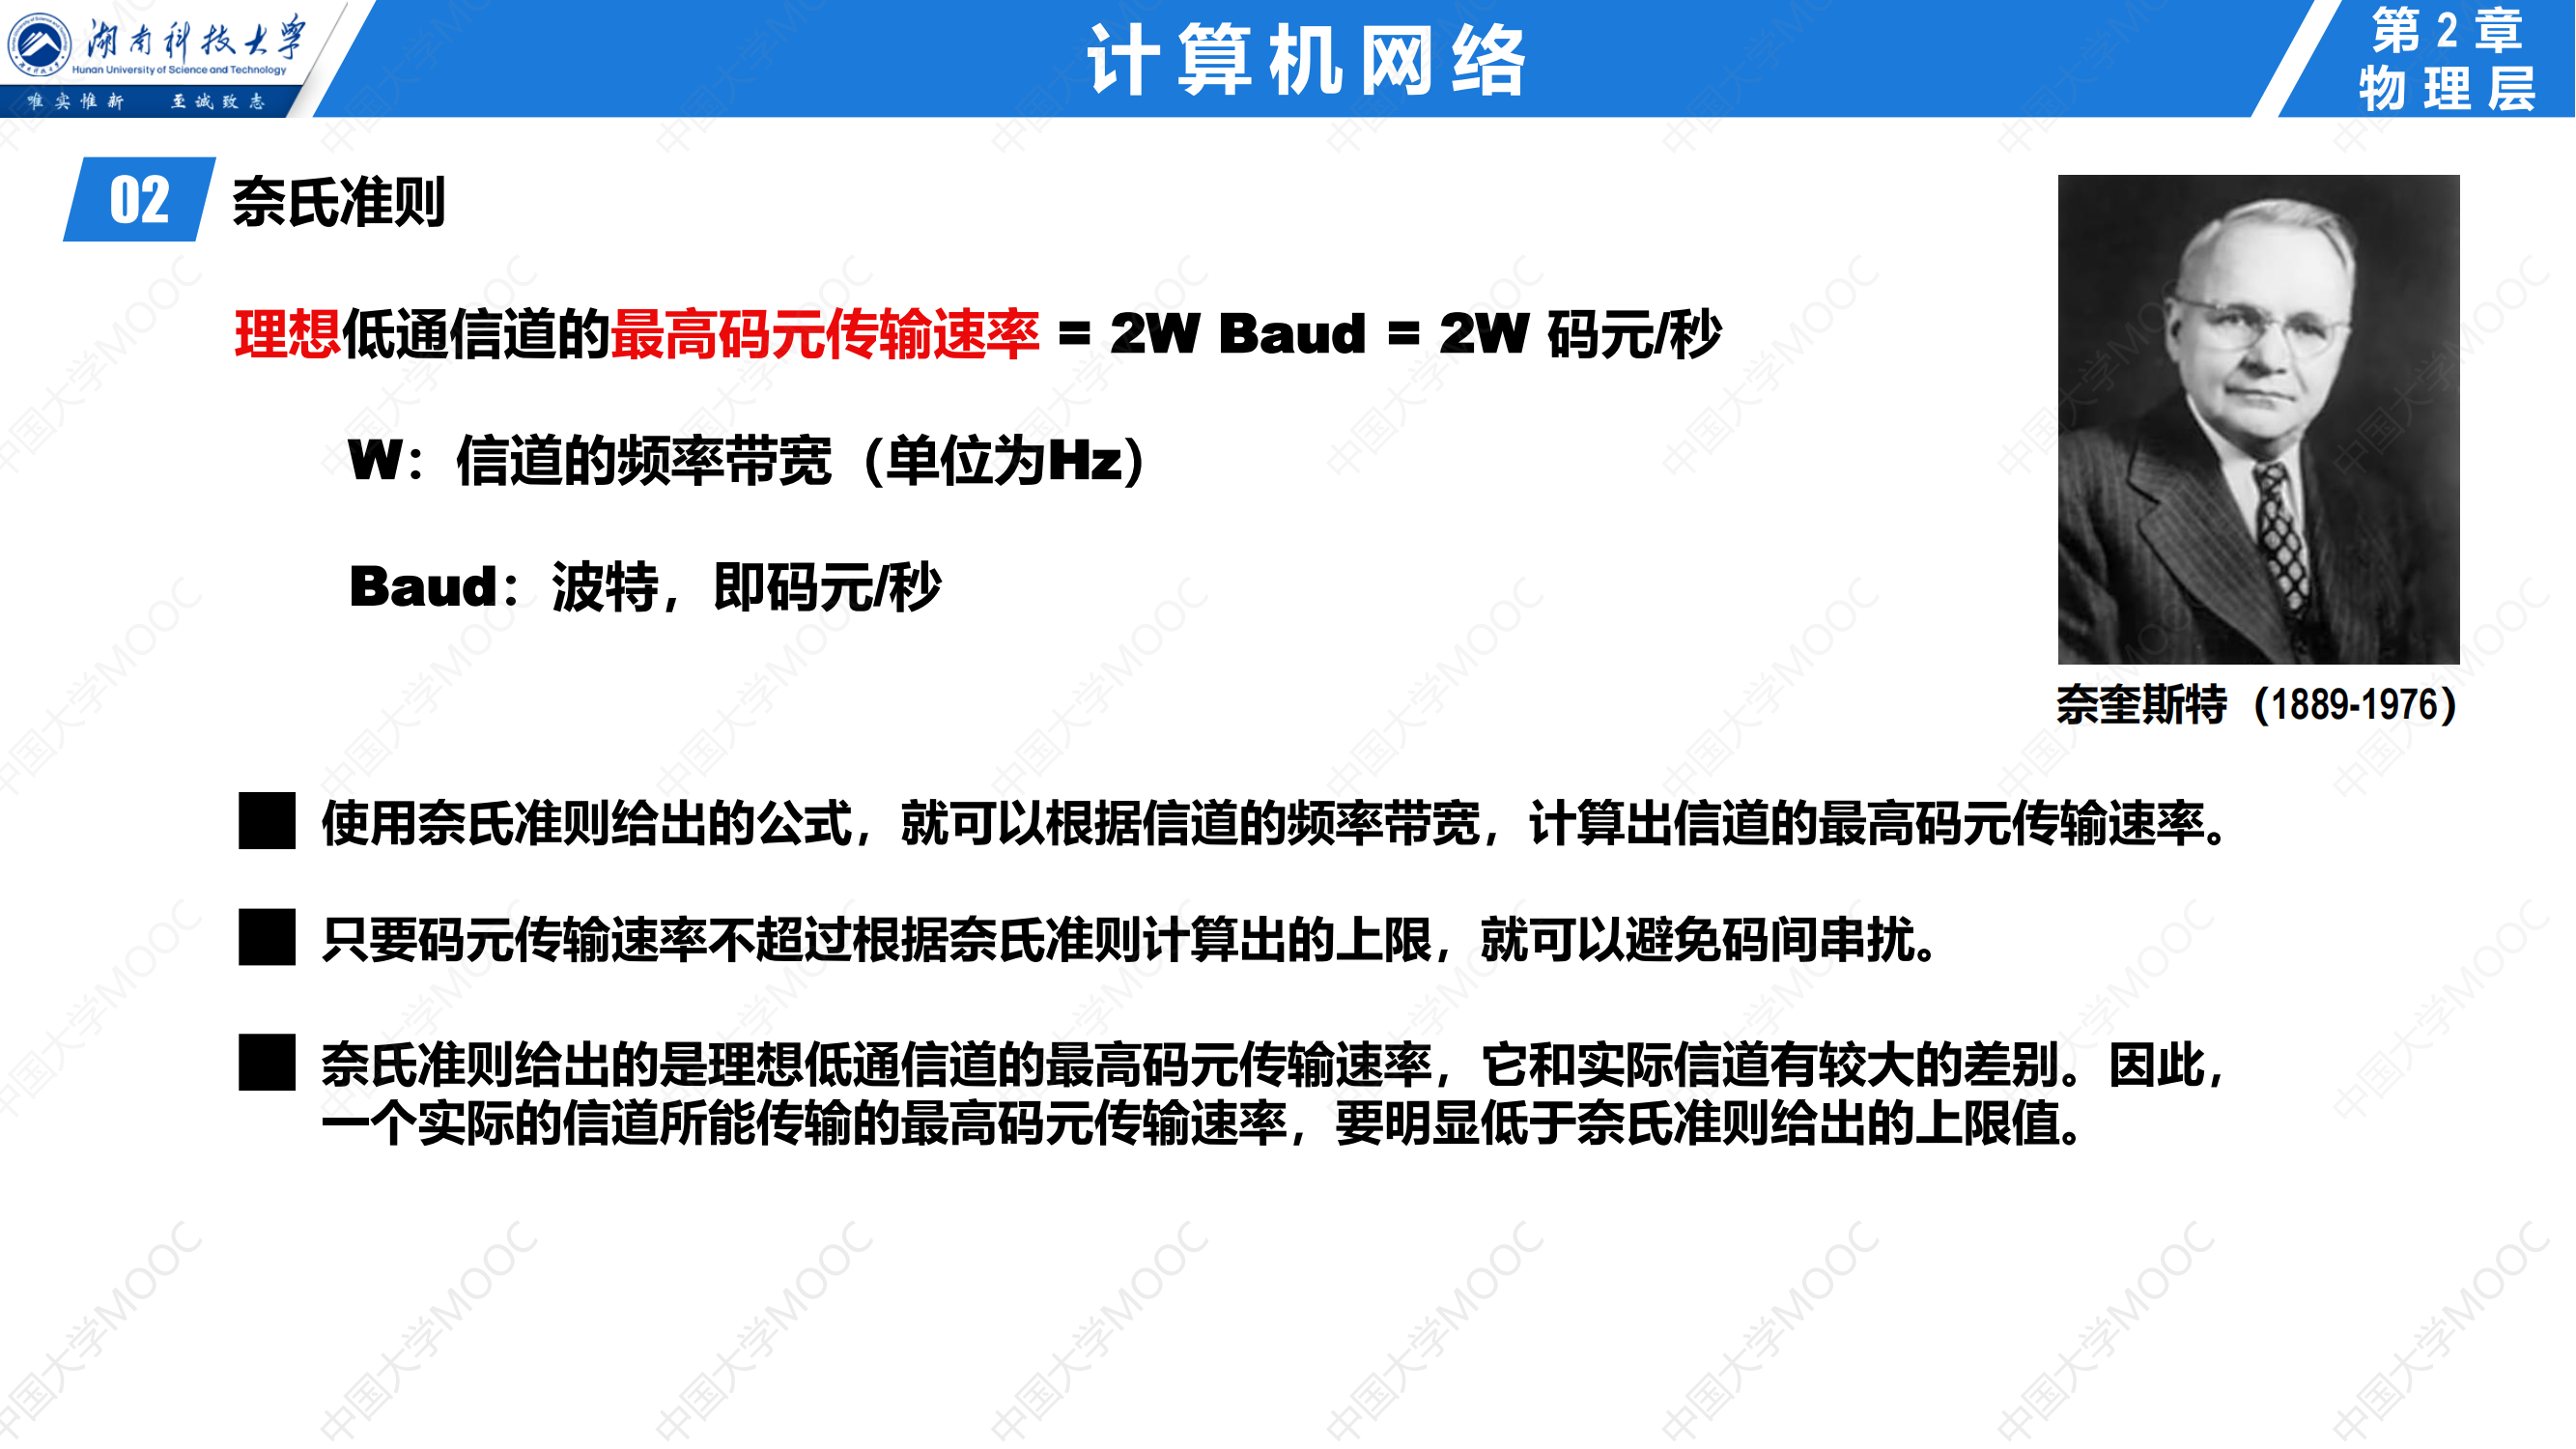 湖南科技大学
Hunan University of Science and Technology
唯实惟新 至诚致志
计算机网络
第2章
物理层
02 奈氏准则
理想低通信道的最高码元传输速率 = 2W Baud = 2W 码元/秒
W：信道的频率带宽（单位为Hz）
Baud：波特，即码元/秒
奈奎斯特（1889-1976）
使用奈氏准则给出的公式，就可以根据信道的频率带宽，计算出信道的最高码元传输速率。
只要码元传输速率不超过根据奈氏准则计算出的上限，就可以避免码间串扰。
奈氏准则给出的是理想低通信道的最高码元传输速率，它和实际信道有较大的差别。因此，
一个实际的信道所能传输的最高码元传输速率，要明显低于奈氏准则给出的上限值。
中国大学MOOC